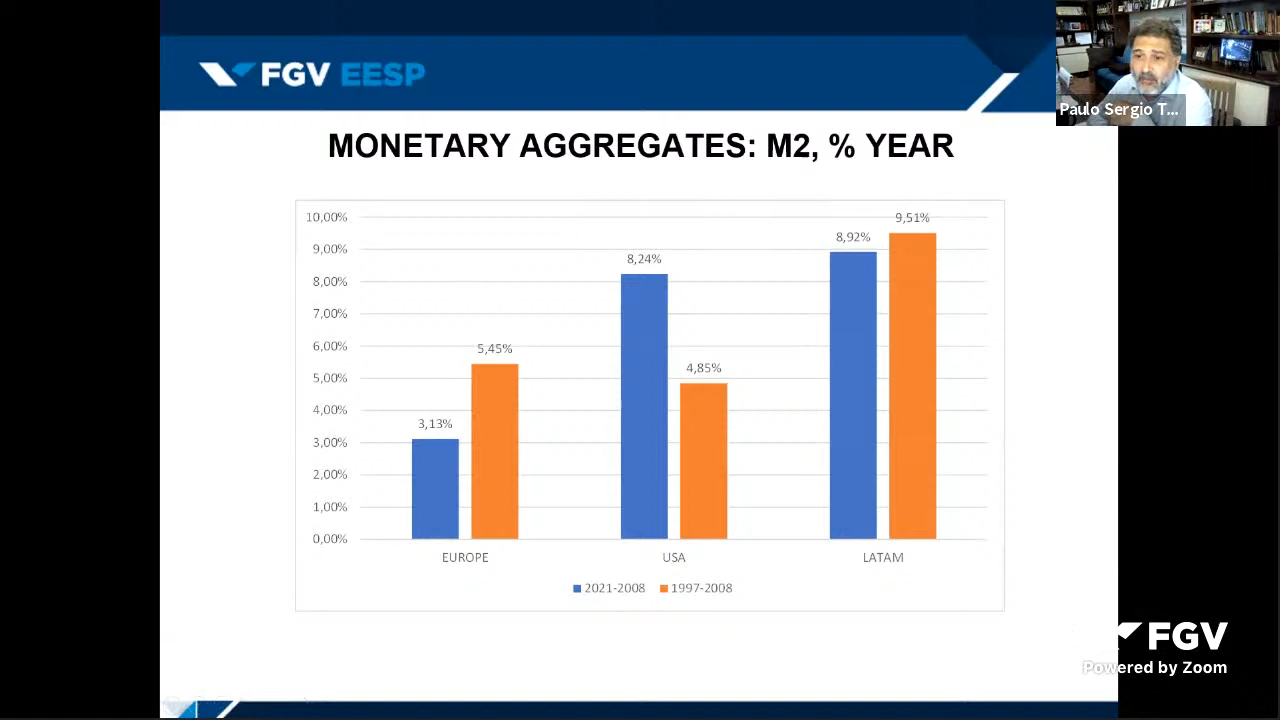 FGV EESP
Paulo Sergio T...
MONETARY AGGREGATES: M2, % YEAR
10,00%
9,00%
8,00%
7,00%
6,00%
5,00%
4,00%
3,00%
2,00%
1,00%
0,00%
3,13%
5,45%
8,24%
4,85%
8,92%
9,51%
EUROPE
USA
LATAM
2021-2008
1997-2008
FGV
Powered by Zoom